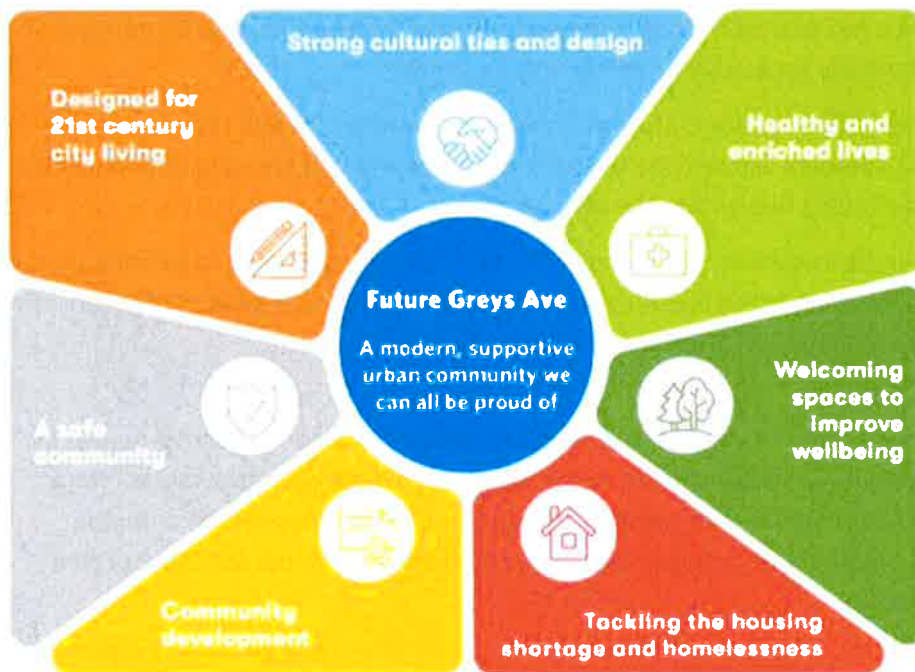 Strong cultural ties and design
Designed for
21st century
city living
Healthy and
enriched lives
Future Greys Ave
A modern, supportive
urban community we
can all be proud of
Welcoming
spaces to
improve
wellbeing
A safe
community
Community
development
Tackling the housing
shortage and homelessness